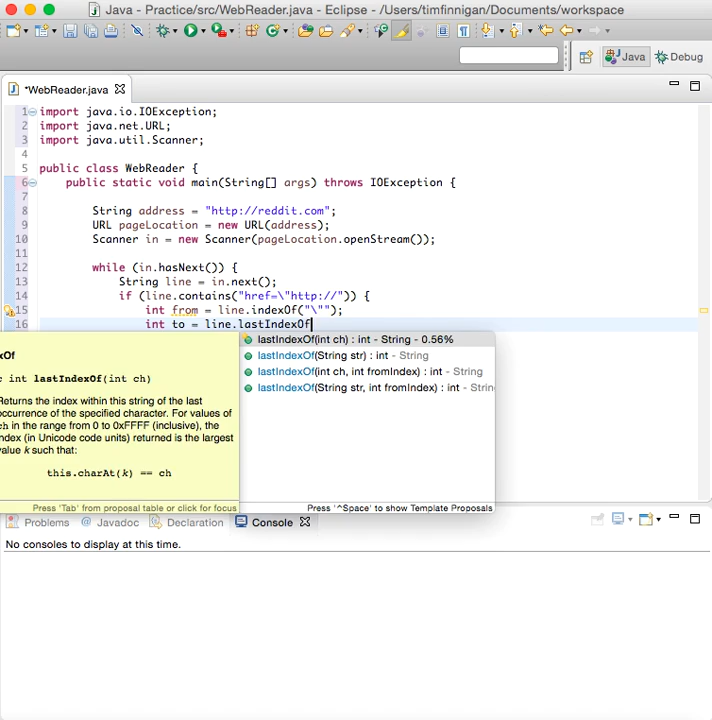 Java - Practice/src/WebReader.java - Eclipse - /Users/timfinnigan/Documents/workspace
Java Debug
*WebReader.java
1 import java.io.IOException;
2 import java.net.URL;
3 import java.util.Scanner;
4
5 public class WebReader {
6 public static void main(String[] args) throws IOException {
7
8 String address = "http://reddit.com";
9 URL pageLocation = new URL(address);
10 Scanner in = new Scanner(pageLocation.openStream());
11
12 while (in.hasNext()) {
13 String line = in.next();
14 if (line.contains("href=\"http://")) {
15 int from = line.indexOf("\"");
16 int to = line.lastIndexOf
lastIndexOf(int ch) : int - String - 0.56%
lastIndexOf(String str) : int - String
lastIndexOf(int ch, int fromIndex) : int - String
lastIndexOf(String str, int fromIndex) : int - Strin
Press '^Space' to show Template Proposals
xOf
c int lastIndexOf(int ch)
Returns the index within this string of the last
occurrence of the specified character. For values of
ch in the range from 0 to 0xFFFF (inclusive), the
ndex (in Unicode code units) returned is the largest
value k such that:
this.charAt(k) == ch
Press 'Tab' from proposal table or click for focus
Problems @ Javadoc Declaration Console
No consoles to display at this time.